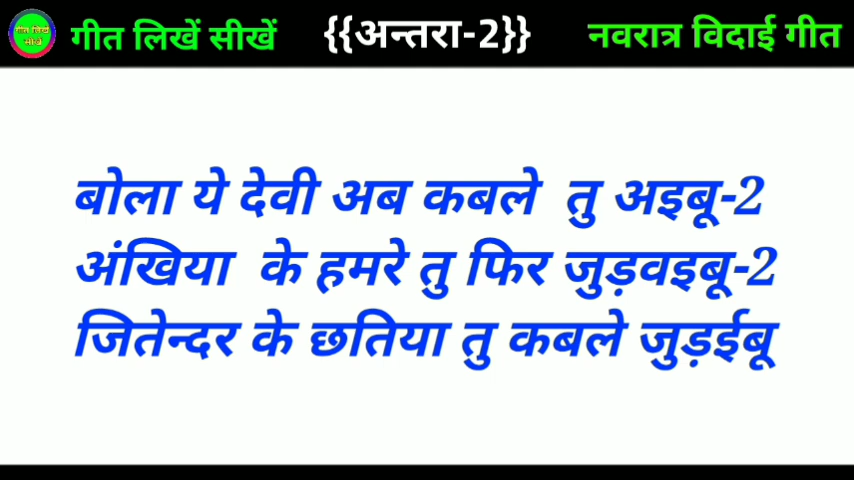 गीत लिखें सीखें {{अन्तरा-2}} नवरात्र विदाई गीत
बोला ये देवी अब कबले तु अइबू-2
अंखिया के हमरे तु फिर जुड़वइबू-2
जितेन्दर के छतिया तु कबले जुड़ईबू